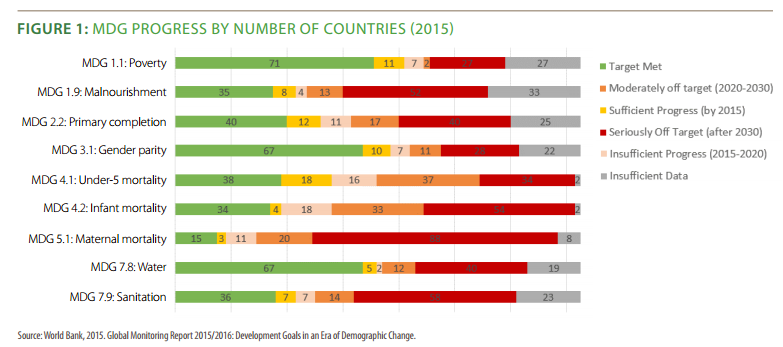 FIGURE 1: MDG PROGRESS BY NUMBER OF COUNTRIES (2015)
MDG 1.1: Poverty 71 11 7 2 27
MDG 1.9: Malnourishment 35 8 4 13 33
MDG 2.2: Primary completion 40 12 11 17 25
MDG 3.1: Gender parity 67 10 7 11 22
MDG 4.1: Under-5 mortality 38 18 16 37 2
MDG 4.2: Infant mortality 34 4 18 33 2
MDG 5.1: Maternal mortality 15 3 11 20 8
MDG 7.8: Water 67 5 2 12 19
MDG 7.9: Sanitation 36 7 7 14 23
Target Met
Moderately off target (2020-2030)
Sufficient Progress (by 2015)
Seriously Off Target (after 2030)
Insufficient Progress (2015-2020)
Insufficient Data
Source: World Bank, 2015. Global Monitoring Report 2015/2016: Development Goals in an Era of Demographic Change.